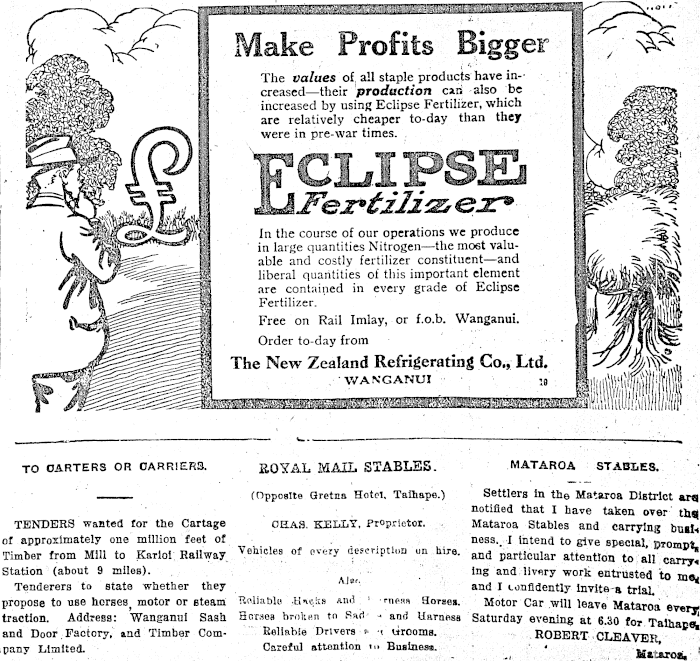 Make Profits Bigger
The values of all staple products have in-
creased—their production can also be
increased by using Eclipse Fertilizer, which
are relatively cheaper to-day than they
were in pre-war times.
£
ECLIPSE
Fertilizer
In the course of our operations we produce
in large quantities Nitrogen—the most valu-
able and costly fertilizer constituent—and
liberal quantities of this important element
are contained in every grade of Eclipse
Fertilizer.
Free on Rail Imlay, or f.o.b. Wanganui.
Order to-day from
The New Zealand Refrigerating Co., Ltd.
WANGANUI
TO CARTERS OR CARRIERS.
TENDERS wanted for the Cartage
of approximately one million feet of
Timber from Mill to Karioi Railway
Station (about 9 miles).
Tenderers to state whether they
propose to use horses, motor or steam
traction. Address: Wanganui Sash
and Door Factory, and Timber Com-
pany Limited.
ROYAL MAIL STABLES.
(Opposite Gretna Hotel, Taihape.)
CHAS. KELLY, Proprietor.
Vehicles of every description on hire.
Also
Reliable Hacks and Harness Horses.
Horses broken to Saddle and Harness
Reliable Drivers Grooms.
Careful attention to Business.
MATAROA STABLES.
Settlers in the Mataroa District are
notified that I have taken over the
Mataroa Stables and carrying busi-
ness. I intend to give special, prompt,
and particular attention to all carry-
ing and livery work entrusted to me,
and I confidently invite a trial.
Motor Car will leave Mataroa every
Saturday evening at 6.30 for Taihape.
ROBERT CLEAVER,
Mataroa.